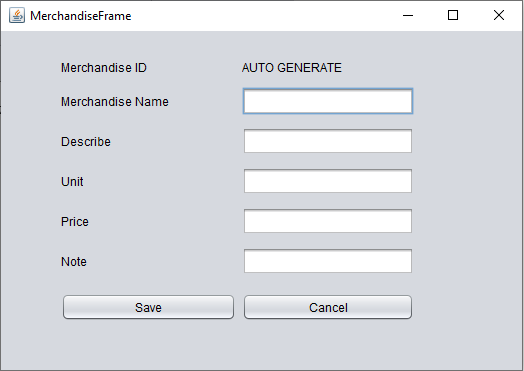 MerchandiseFrame
Merchandise ID AUTO GENERATE
Merchandise Name
Describe
Unit
Price
Note
Save Cancel